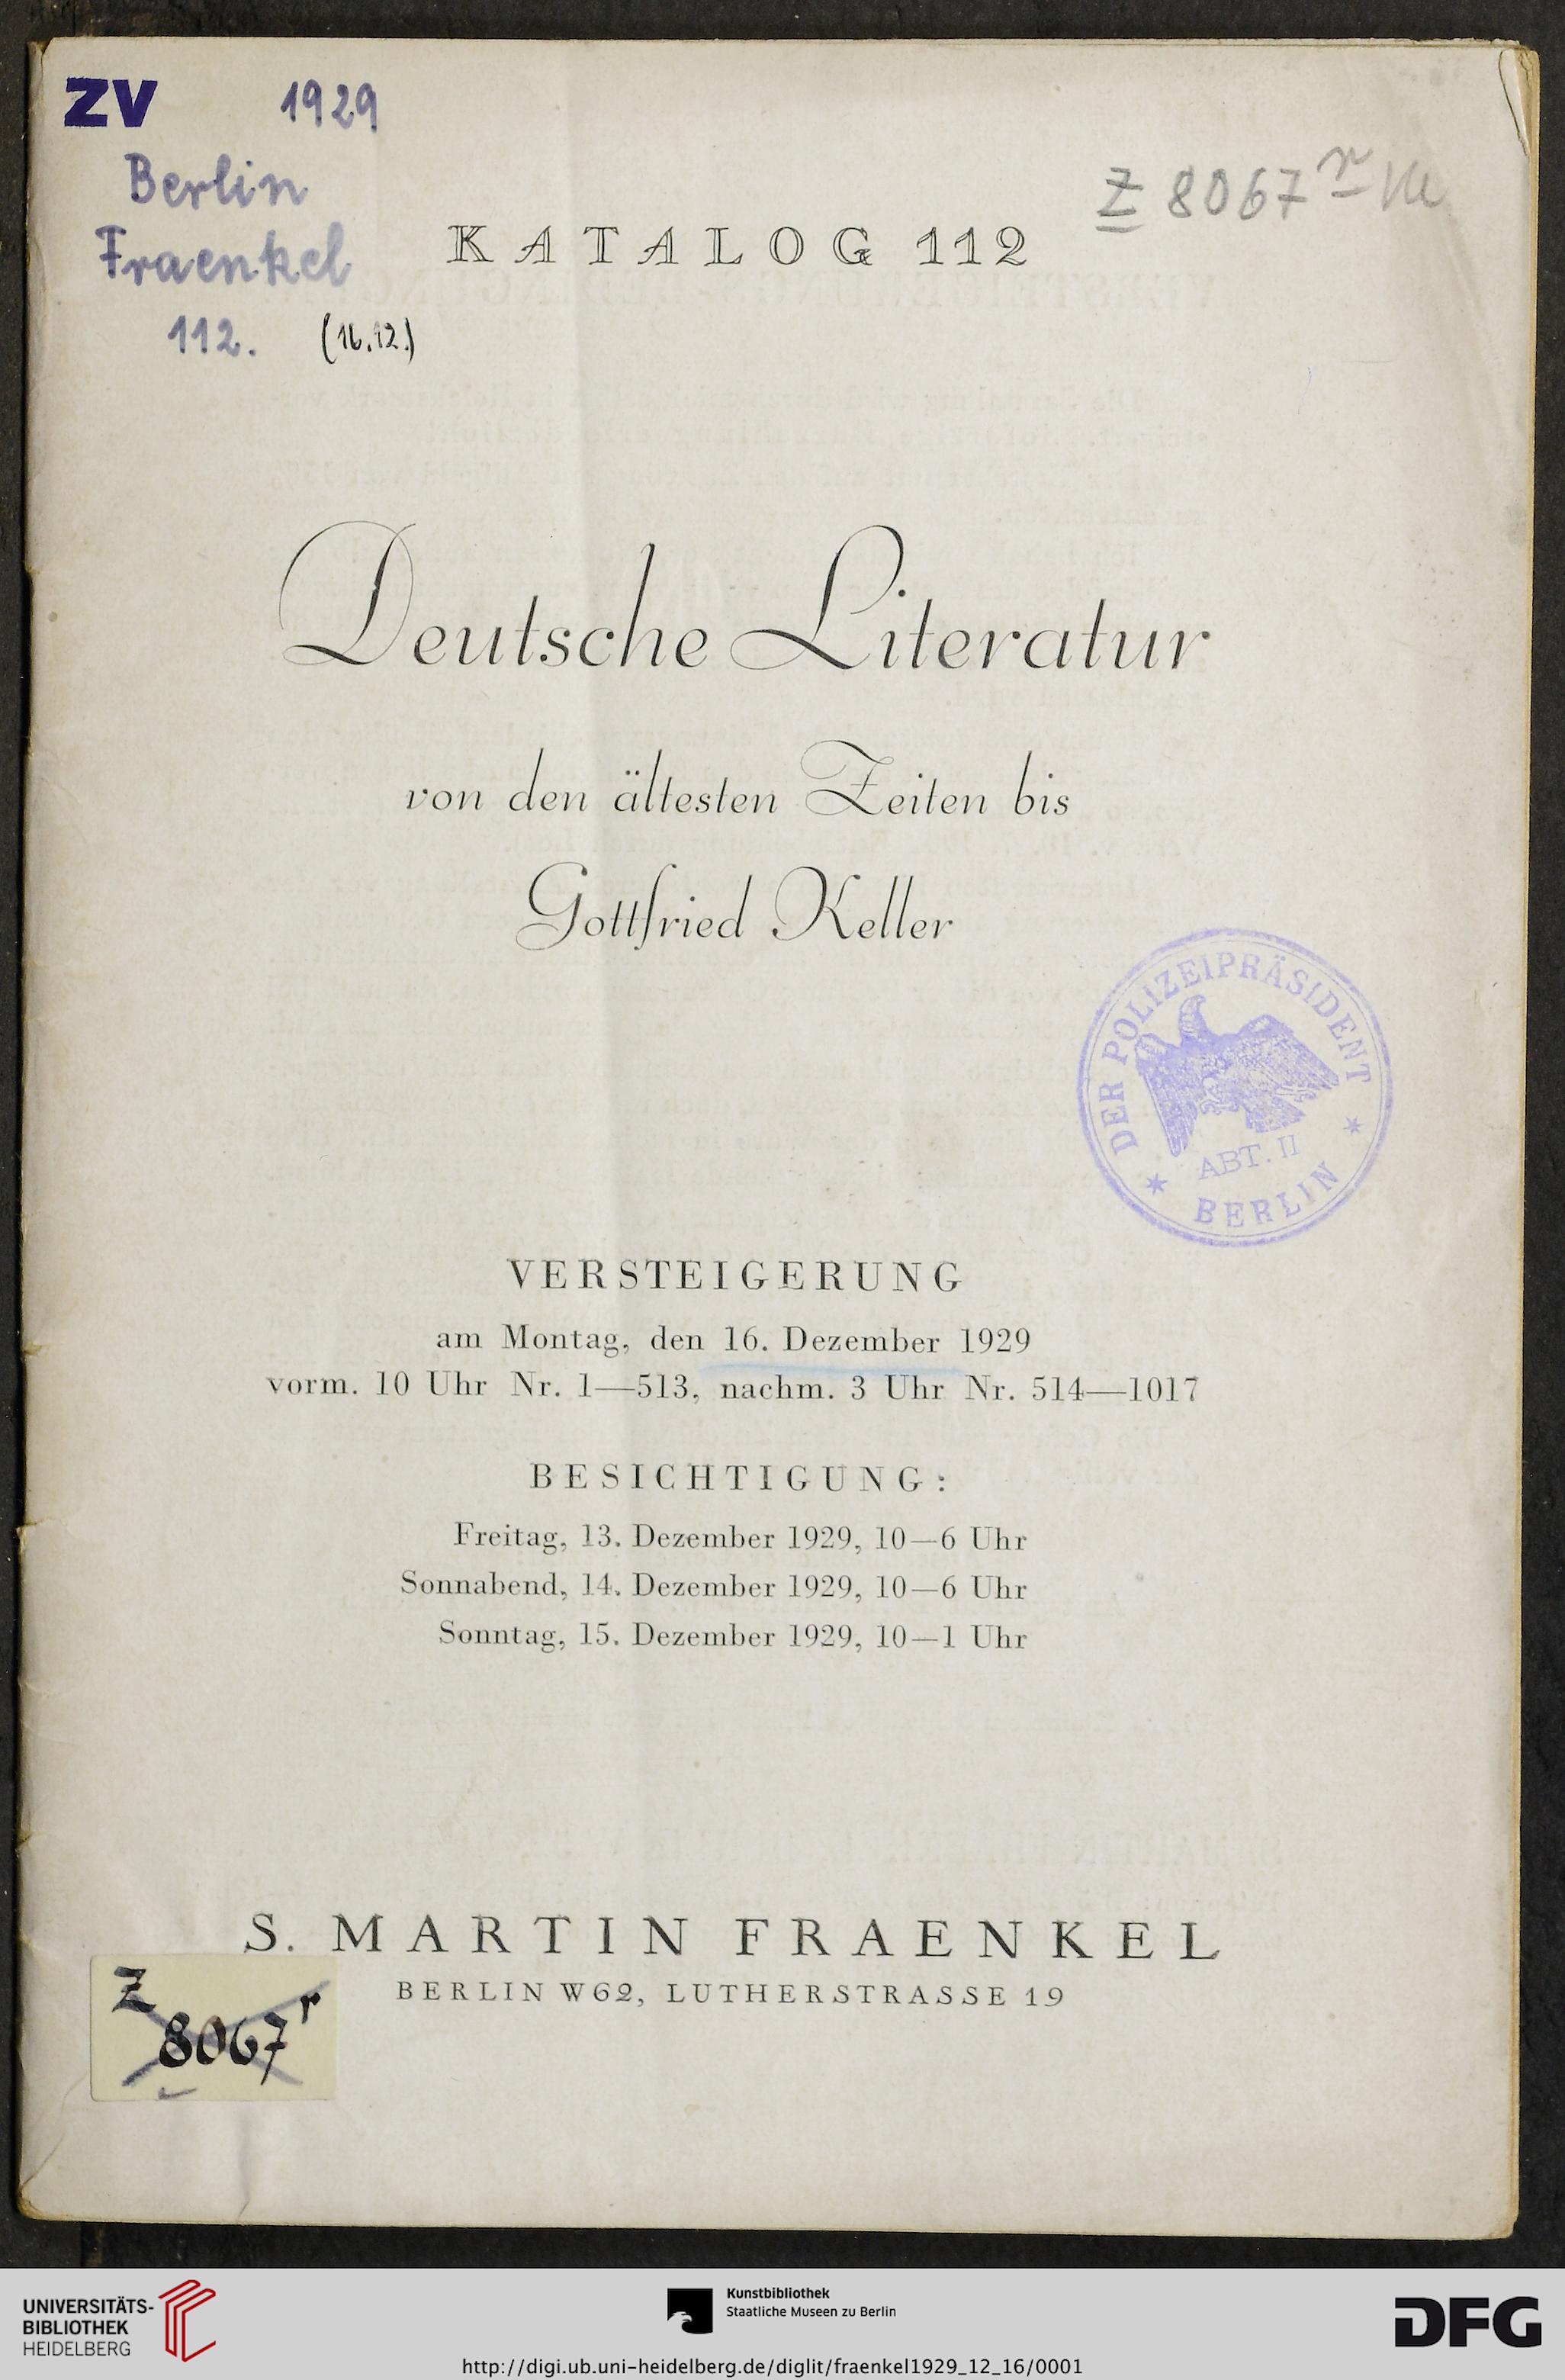 ZV 1929
Berlin
Fraenkel
112. (16.12.)
Z 8067 r
KATALOG 112
Deutsche Literatur
von den ältesten Zeiten bis
Gottfried Keller
DER POLIZEIPRÄSIDENT
* ABT. II *
BERLIN
VERSTEIGERUNG
am Montag, den 16. Dezember 1929
vorm. 10 Uhr Nr. 1—513, nachm. 3 Uhr Nr. 514—1017
BESICHTIGUNG:
Freitag, 13. Dezember 1929, 10—6 Uhr
Sonnabend, 14. Dezember 1929, 10—6 Uhr
Sonntag, 15. Dezember 1929, 10—1 Uhr
S. MARTIN FRAENKEL
BERLIN W62, LUTHERSTRASSE 19
Z
8067 r
UNIVERSITÄTS-
BIBLIOTHEK
HEIDELBERG
Kunstbibliothek
Staatliche Museen zu Berlin
DFG
http://digi.ub.uni-heidelberg.de/diglit/fraenkel1929_12_16/0001